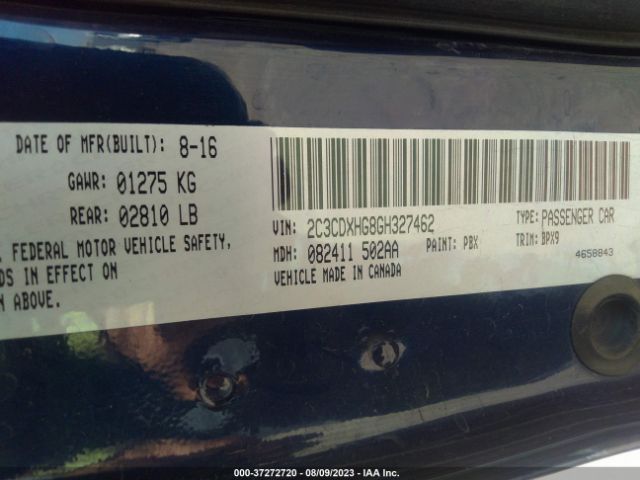 DATE OF MFR(BUILT): 8-16
GAWR: 01275 KG
REAR: 02810 LB
FEDERAL MOTOR VEHICLE SAFETY,
DS IN EFFECT ON
N ABOVE.
VIN: 2C3CDXHG8GH327462
TYPE: PASSENGER CAR
MDH: 082411 502AA
PAINT: PBX
TRIM: BPX9
VEHICLE MADE IN CANADA
4658843
000-37272720 - 08/09/2023 - IAA Inc.